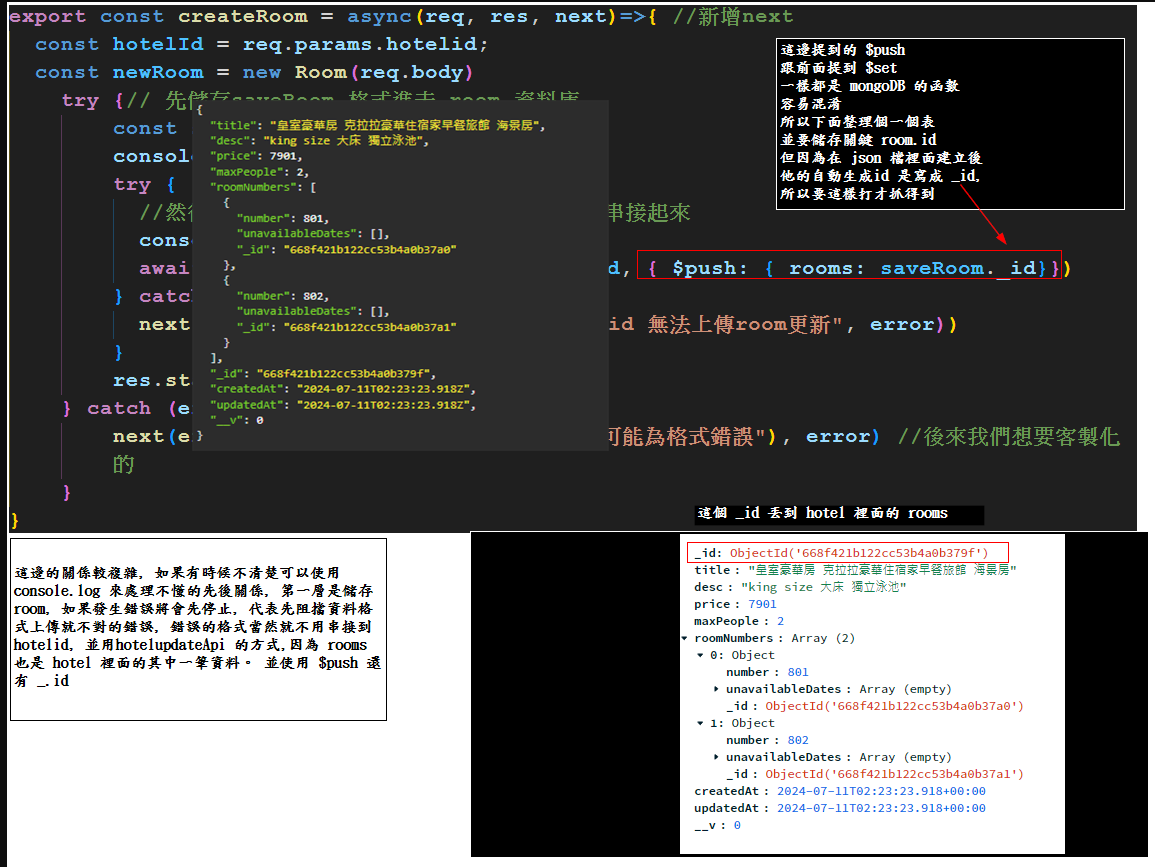 export const createRoom = async(req, res, next)=>{ //新增next
const hotelId = req.params.hotelid;
const newRoom = new Room(req.body)
try {// 先儲存saveRoom 格式進去 room 資料庫
const
console
try {
//然後 串接起來
conso
awai d, { $push: { rooms: saveRoom._id}})
} catch
next id 無法上傳room更新", error))
}
res.sta
} catch (e
next(e 可能為格式錯誤"), error) //後來我們想要客製化
的
}
}
這邊提到的 $push
跟前面提到 $set
一樣都是 mongoDB 的函數
容易混淆
所以下面整理個一個表
並要儲存關鍵 room.id
但因為在 json 檔裡面建立後
他的自動生成id 是寫成 _id,
所以要這樣打才抓得到
{
"title": "皇室豪華房 克拉拉豪華住宿家早餐旅館 海景房",
"desc": "king size 大床 獨立泳池",
"price": 7901,
"maxPeople": 2,
"roomNumbers": [
{
"number": 801,
"unavailableDates": [],
"_id": "668f421b122cc53b4a0b37a0"
},
{
"number": 802,
"unavailableDates": [],
"_id": "668f421b122cc53b4a0b37a1"
}
],
"_id": "668f421b122cc53b4a0b379f",
"createdAt": "2024-07-11T02:23:23.918Z",
"updatedAt": "2024-07-11T02:23:23.918Z",
"__v": 0
}
這邊的關係較複雜, 如果有時候不清楚可以使用
console.log 來處理不懂的先後關係, 第一層是儲存
room, 如果發生錯誤將會先停止, 代表先阻擋資料格
式上傳就不對的錯誤, 錯誤的格式當然就不用串接到
hotelid, 並用hotelupdateApi 的方式,因為 rooms
也是 hotel 裡面的其中一筆資料。 並使用 $push 還
有 _.id
這個 _id 丟到 hotel 裡面的 rooms
_id: ObjectId('668f421b122cc53b4a0b379f')
title: "皇室豪華房 克拉拉豪華住宿家早餐旅館 海景房"
desc: "king size 大床 獨立泳池"
price: 7901
maxPeople: 2
roomNumbers: Array (2)
0: Object
number: 801
unavailableDates: Array (empty)
_id: ObjectId('668f421b122cc53b4a0b37a0')
1: Object
number: 802
unavailableDates: Array (empty)
_id: ObjectId('668f421b122cc53b4a0b37a1')
createdAt: 2024-07-11T02:23:23.918+00:00
updatedAt: 2024-07-11T02:23:23.918+00:00
__v: 0